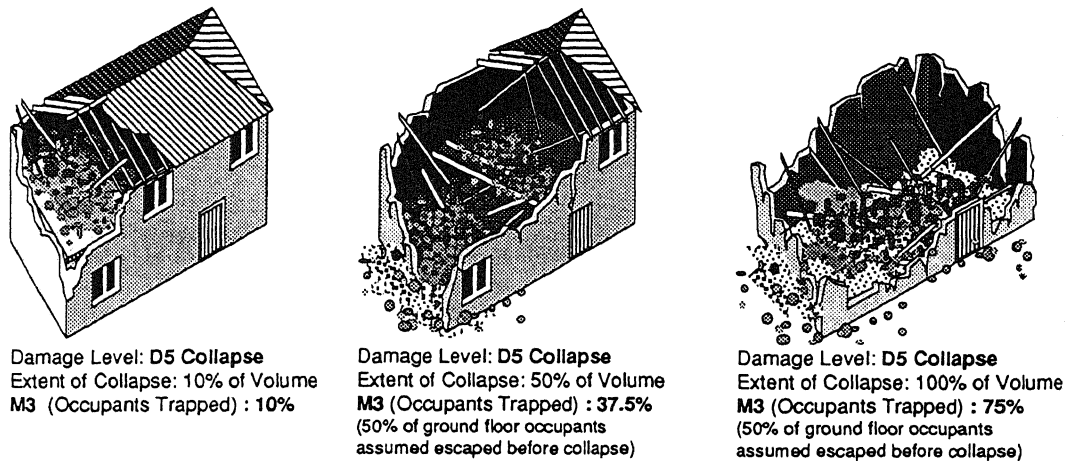 Damage Level: D5 Collapse
Extent of Collapse: 10% of Volume
M3 (Occupants Trapped) : 10%
Damage Level: D5 Collapse
Extent of Collapse: 50% of Volume
M3 (Occupants Trapped) : 37.5%
(50% of ground floor occupants
assumed escaped before collapse)
Damage Level: D5 Collapse
Extent of Collapse: 100% of Volume
M3 (Occupants Trapped) : 75%
(50% of ground floor occupants
assumed escaped before collapse)